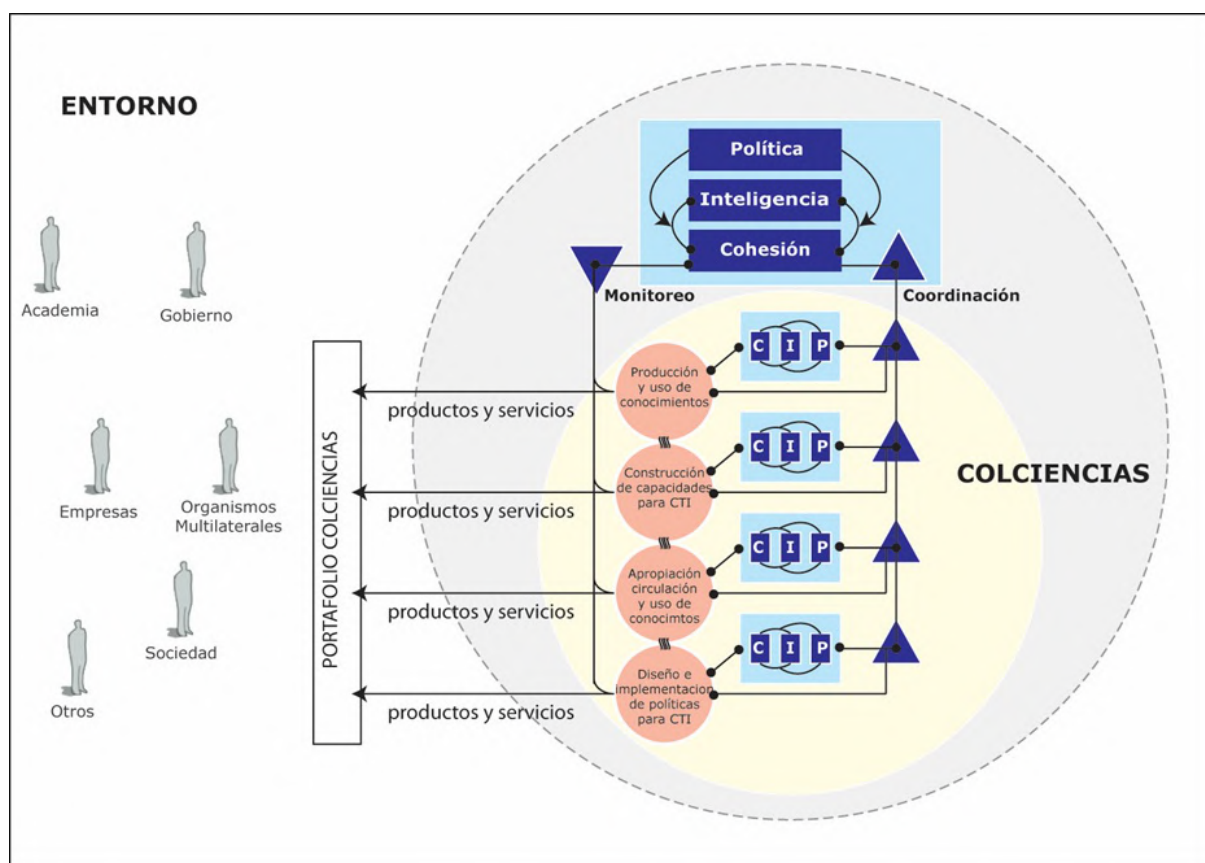 ENTORNO
Academia
Gobierno
Empresas
Organismos
Multilaterales
Sociedad
Otros
PORTAFOLIO COLCIENCIAS
Política
Inteligencia
Cohesión
Monitoreo
Coordinación
COLCIENCIAS
productos y servicios
Producción
y uso de
conocimientos
C I P
productos y servicios
Construcción
de capacidades
para CTI
C I P
productos y servicios
Apropiación
circulación
y uso de
conocimtos
C I P
productos y servicios
Diseño e
implementacion
de políticas
para CTI
C I P